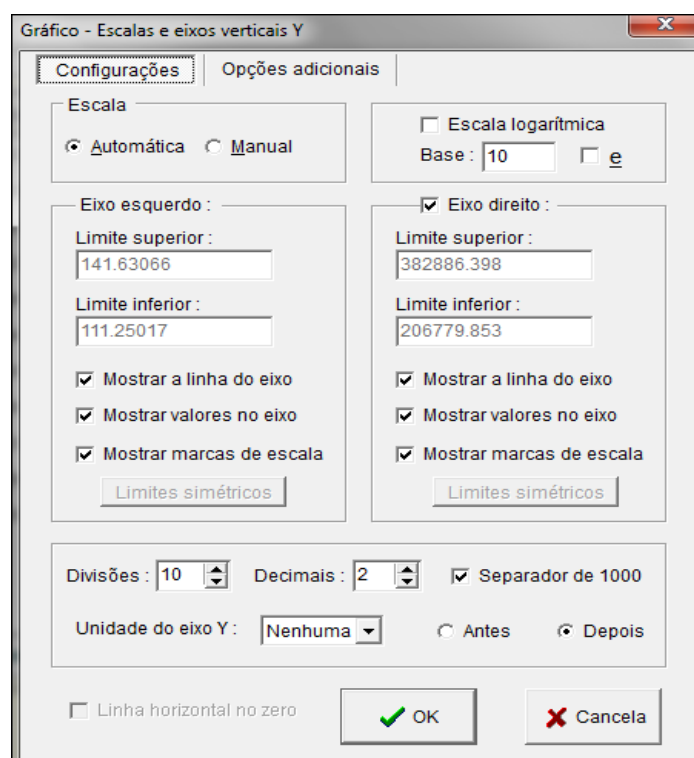 Gráfico - Escalas e eixos verticais Y
Configurações
Opções adicionais
Escala
Automática
Manual
Escala logarítmica
Base :
10
e
Eixo esquerdo :
Limite superior :
141.63066
Limite inferior :
111.25017
Mostrar a linha do eixo
Mostrar valores no eixo
Mostrar marcas de escala
Limites simétricos
Eixo direito :
Limite superior :
382886.398
Limite inferior :
206779.853
Mostrar a linha do eixo
Mostrar valores no eixo
Mostrar marcas de escala
Limites simétricos
Divisões : 10
Decimais : 2
Separador de 1000
Unidade do eixo Y : Nenhuma
Antes
Depois
Linha horizontal no zero
OK
Cancela